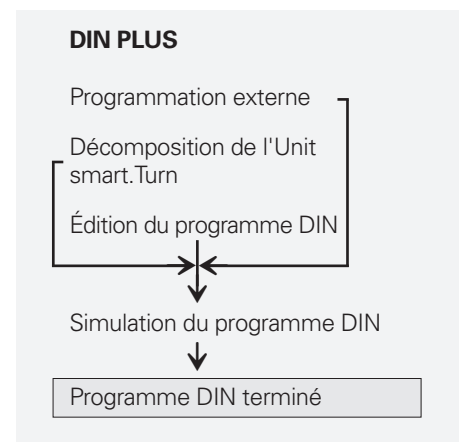 DIN PLUS
Programmation externe
Décomposition de l'Unit
smart.Turn
Édition du programme DIN
Simulation du programme DIN
Programme DIN terminé